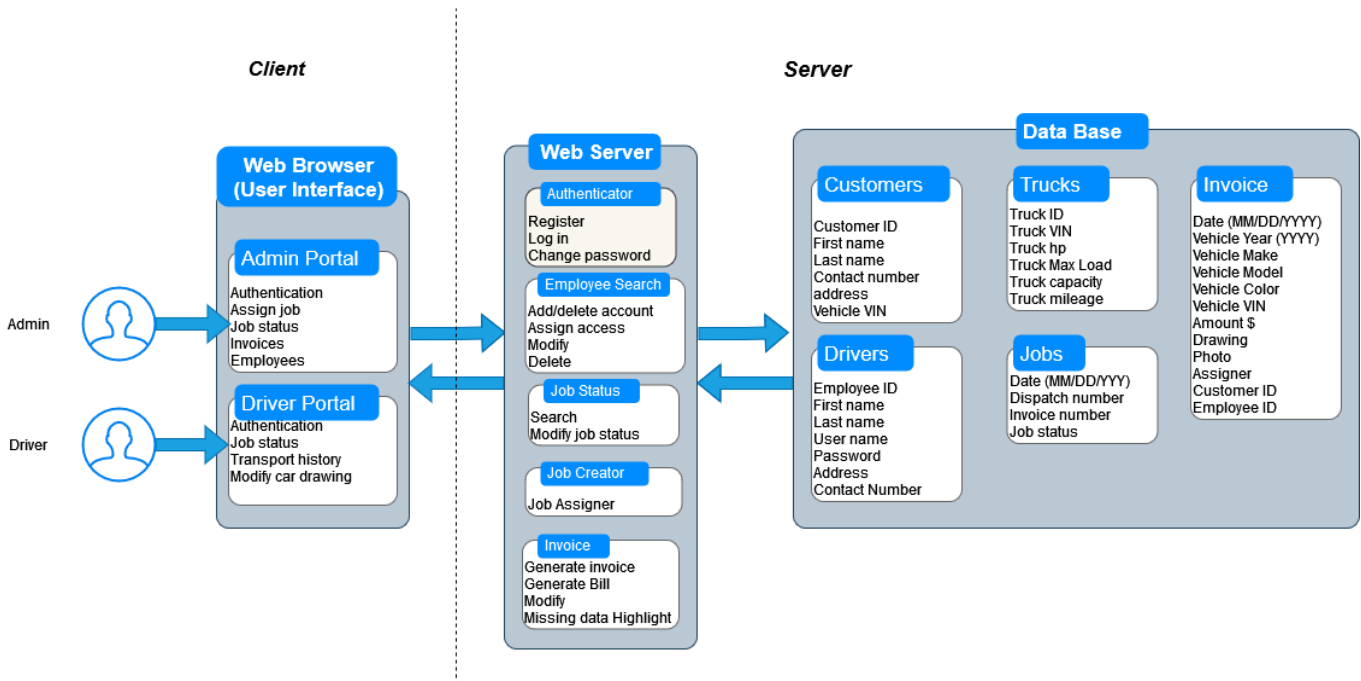 Client
Server
Admin
Driver
Web Browser
(User Interface)
Admin Portal
Authentication
Assign job
Job status
Invoices
Employees
Driver Portal
Authentication
Job status
Transport history
Modify car drawing
Web Server
Authenticator
Register
Log in
Change password
Employee Search
Add/delete account
Assign access
Modify
Delete
Job Status
Search
Modify job status
Job Creator
Job Assigner
Invoice
Generate invoice
Generate Bill
Modify
Missing data Highlight
Data Base
Customers
Customer ID
First name
Last name
Contact number
address
Vehicle VIN
Drivers
Employee ID
First name
Last name
User name
Password
Address
Contact Number
Trucks
Truck ID
Truck VIN
Truck hp
Truck Max Load
Truck capacity
Truck mileage
Jobs
Date (MM/DD/YYY)
Dispatch number
Invoice number
Job status
Invoice
Date (MM/DD/YYYY)
Vehicle Year (YYYY)
Vehicle Make
Vehicle Model
Vehicle Color
Vehicle VIN
Amount $
Drawing
Photo
Assigner
Customer ID
Employee ID